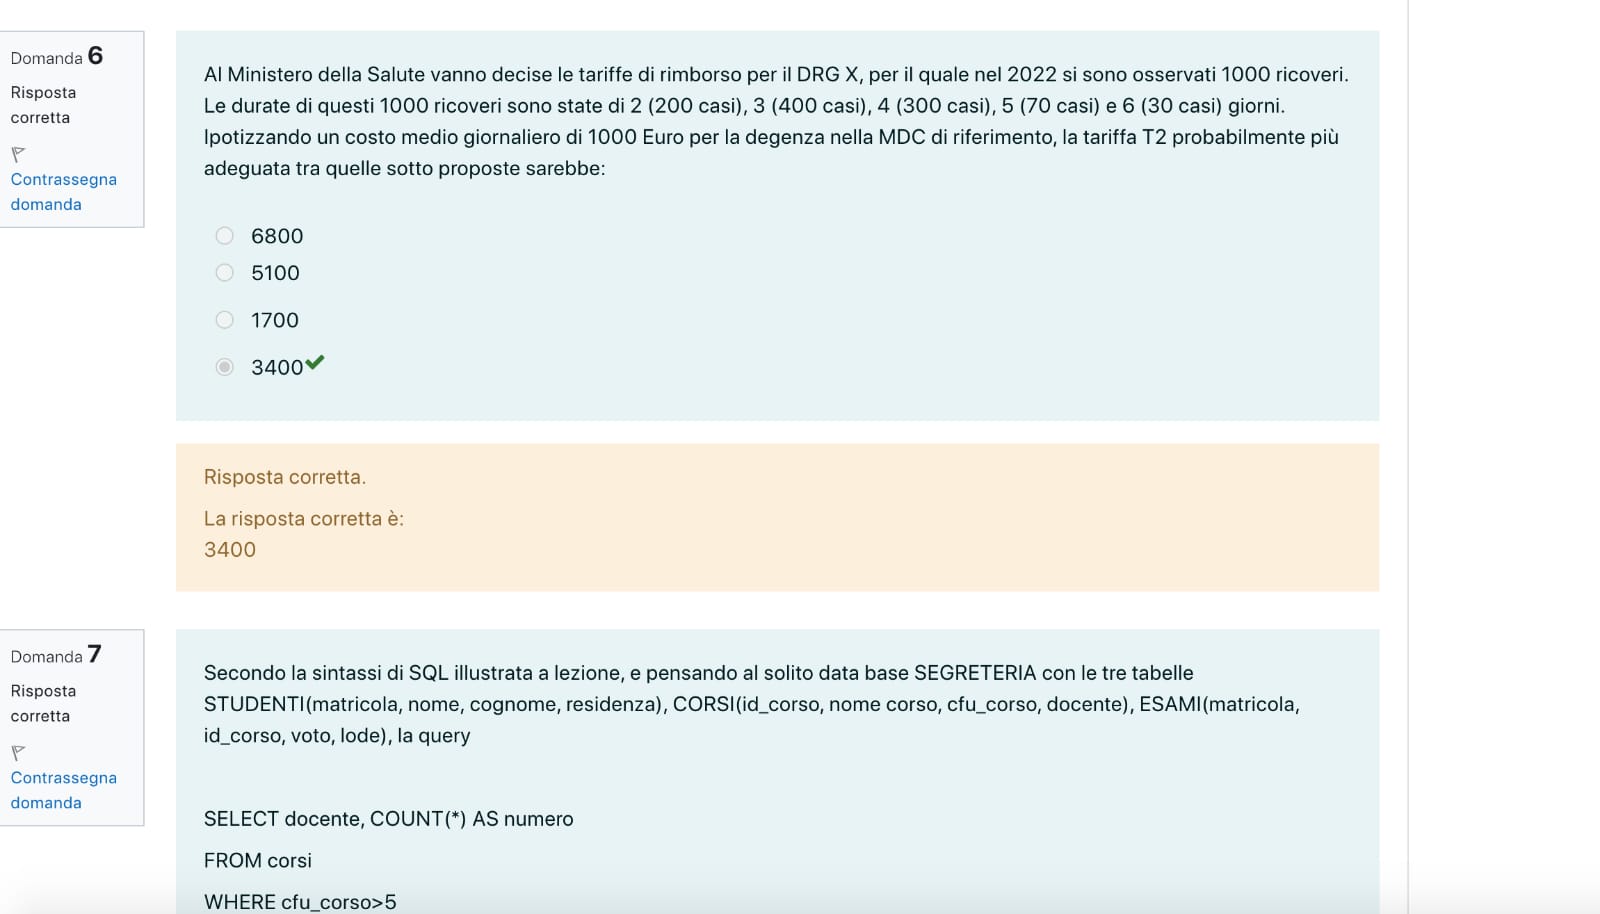 Domanda 6
Risposta
corretta
Contrassegna
domanda
Al Ministero della Salute vanno decise le tariffe di rimborso per il DRG X, per il quale nel 2022 si sono osservati 1000 ricoveri.
Le durate di questi 1000 ricoveri sono state di 2 (200 casi), 3 (400 casi), 4 (300 casi), 5 (70 casi) e 6 (30 casi) giorni.
Ipotizzando un costo medio giornaliero di 1000 Euro per la degenza nella MDC di riferimento, la tariffa T2 probabilmente più
adeguata tra quelle sotto proposte sarebbe:
6800
5100
1700
3400
Risposta corretta.
La risposta corretta è:
3400
Domanda 7
Risposta
corretta
Contrassegna
domanda
Secondo la sintassi di SQL illustrata a lezione, e pensando al solito data base SEGRETERIA con le tre tabelle
STUDENTI(matricola, nome, cognome, residenza), CORSI(id_corso, nome corso, cfu_corso, docente), ESAMI(matricola,
id_corso, voto, lode), la query
SELECT docente, COUNT(*) AS numero
FROM corsi
WHERE cfu_corso>5